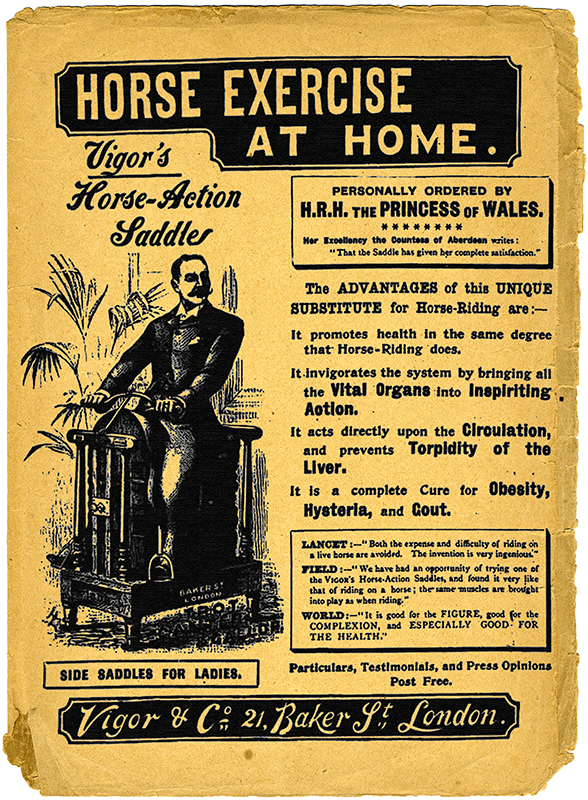 HORSE EXERCISE
AT HOME.
Vigor's
Horse-Action
Saddle
PERSONALLY ORDERED BY
H.R.H. THE PRINCESS OF WALES.
********
Her Excellency the Countess of Aberdeen writes:
"That the Saddle has given her complete satisfaction."
The ADVANTAGES of this UNIQUE
SUBSTITUTE for Horse-Riding are:—
It promotes health in the same degree
that Horse-Riding does.
It invigorates the system by bringing all
the Vital Organs into Inspiriting
Action.
It acts directly upon the Circulation,
and prevents Torpidity of the
Liver.
It is a complete Cure for Obesity,
Hysteria, and Gout.
LANCET:—"Both the expense and difficulty of riding on
a live horse are avoided. The invention is very ingenious."
FIELD:—"We have had an opportunity of trying one of
the VIGOR'S Horse-Action Saddles, and found it very like
that of riding on a horse; the same muscles are brought
into play as when riding."
WORLD:—"It is good for the FIGURE, good for the
COMPLEXION, and ESPECIALLY GOOD FOR
THE HEALTH."
BAKER ST
LONDON
TROT
CANTER
GALLOP
SIDE SADDLES FOR LADIES.
Particulars, Testimonials, and Press Opinions
Post Free.
Vigor & Co. 21, Baker St., London.